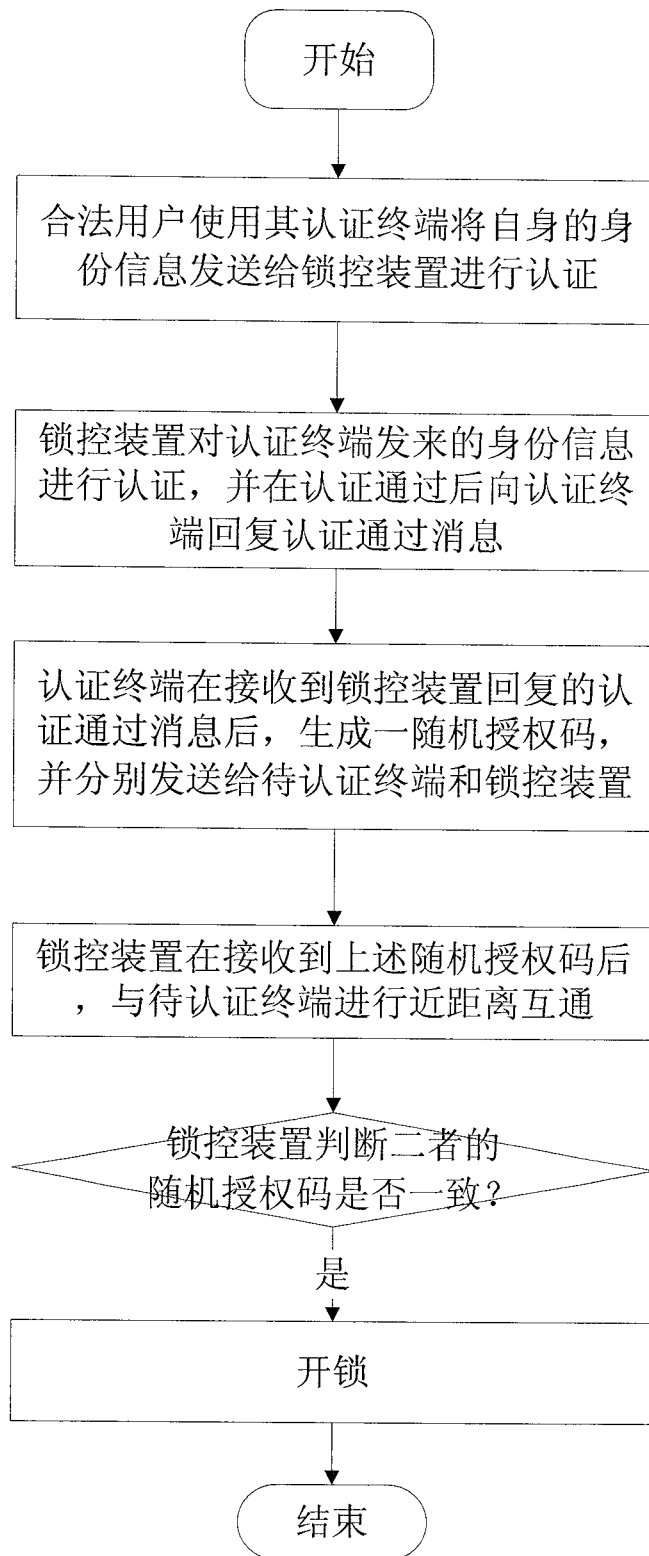 开始
合法用户使用其认证终端将自身的身
份信息发送给锁控装置进行认证
锁控装置对认证终端发来的身份信息
进行认证，并在认证通过后向认证终
端回复认证通过消息
认证终端在接收到锁控装置回复的认
证通过消息后，生成一随机授权码，
并分别发送给待认证终端和锁控装置
锁控装置在接收到上述随机授权码后
，与待认证终端进行近距离互通
锁控装置判断二者的
随机授权码是否一致？
是
开锁
结束